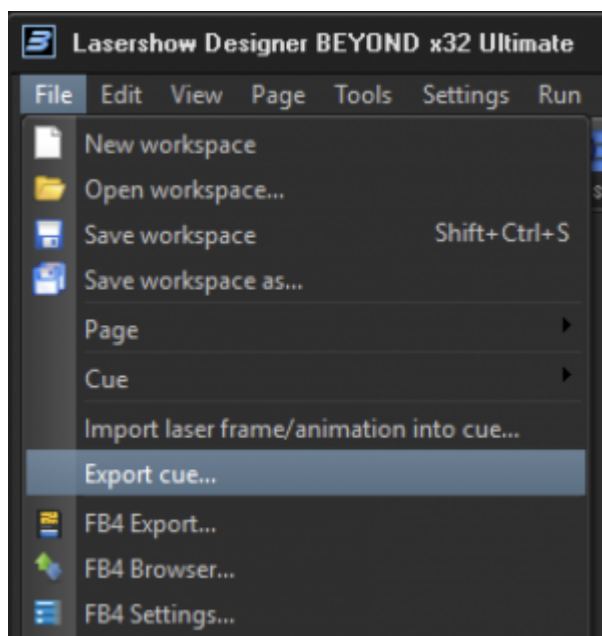 Lasershow Designer BEYOND x32 Ultimate
File Edit View Page Tools Settings Run
New workspace
Open workspace...
Save workspace Shift+Ctrl+S
Save workspace as...
Page
Cue
Import laser frame/animation into cue...
Export cue...
FB4 Export...
FB4 Browser...
FB4 Settings...